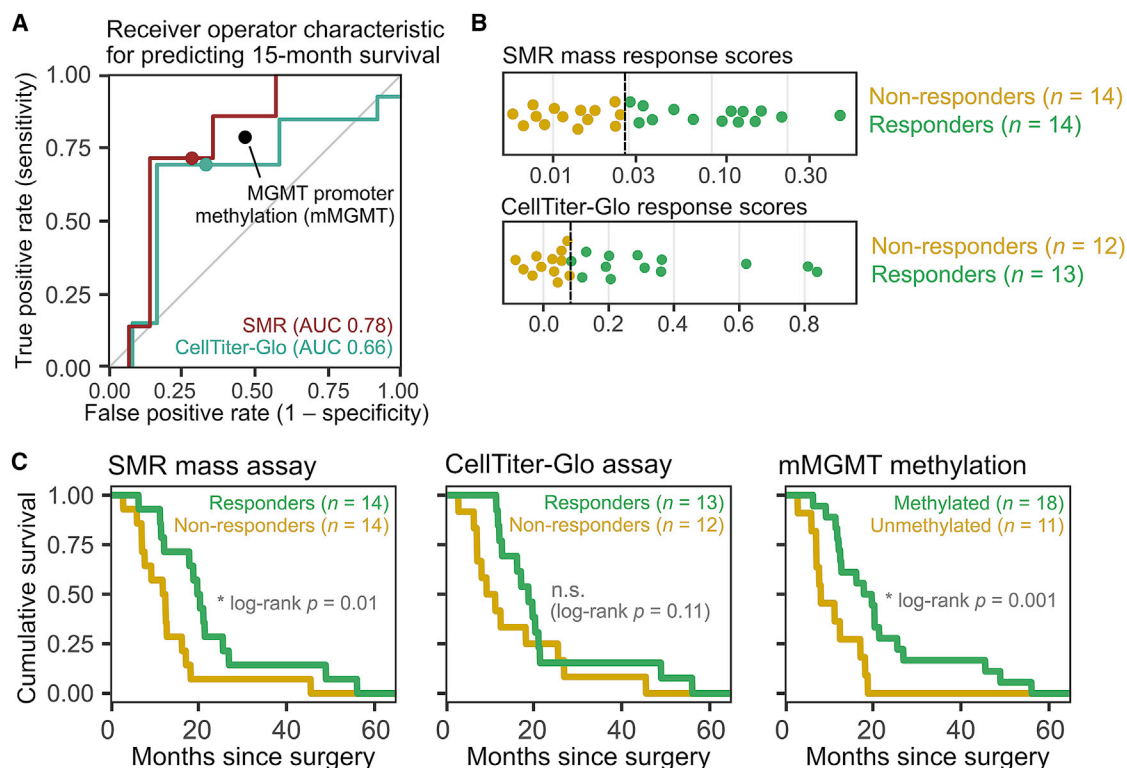 A
Receiver operator characteristic
for predicting 15-month survival
True positive rate (sensitivity)
1.00
0.75
0.50
0.25
0.00
MGMT promoter
methylation (mMGMT)
SMR (AUC 0.78)
CellTiter-Glo (AUC 0.66)
0.00 0.25 0.50 0.75 1.00
False positive rate (1 – specificity)
B
SMR mass response scores
Non-responders (n = 14)
Responders (n = 14)
0.01 0.03 0.10 0.30
CellTiter-Glo response scores
Non-responders (n = 12)
Responders (n = 13)
0.0 0.2 0.4 0.6 0.8
C
SMR mass assay
Cumulative survival
1.00
0.75
0.50
0.25
0.00
Responders (n = 14)
Non-responders (n = 14)
* log-rank p = 0.01
0 20 40 60
Months since surgery
CellTiter-Glo assay
Responders (n = 13)
Non-responders (n = 12)
n.s.
(log-rank p = 0.11)
0 20 40 60
Months since surgery
mMGMT methylation
Methylated (n = 18)
Unmethylated (n = 11)
* log-rank p = 0.001
0 20 40 60
Months since surgery